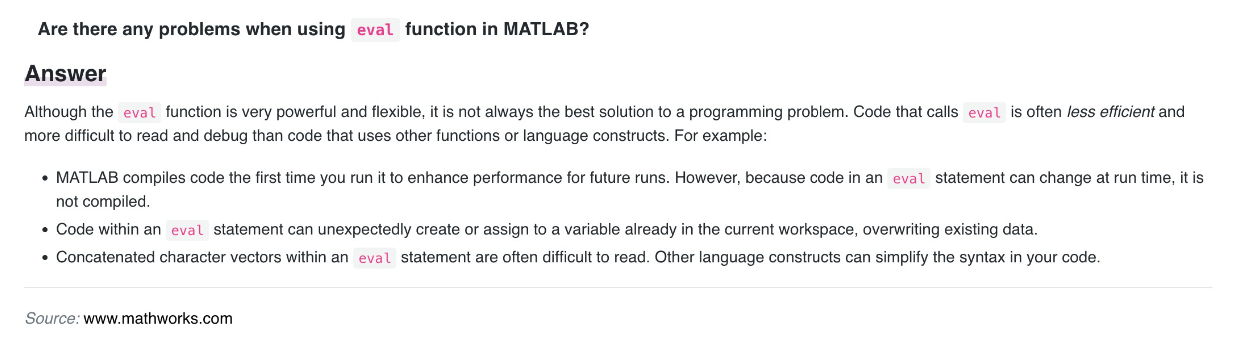 Are there any problems when using eval function in MATLAB?
Answer
Although the eval function is very powerful and flexible, it is not always the best solution to a programming problem. Code that calls eval is often less efficient and
more difficult to read and debug than code that uses other functions or language constructs. For example:
• MATLAB compiles code the first time you run it to enhance performance for future runs. However, because code in an eval statement can change at run time, it is
not compiled.
• Code within an eval statement can unexpectedly create or assign to a variable already in the current workspace, overwriting existing data.
• Concatenated character vectors within an eval statement are often difficult to read. Other language constructs can simplify the syntax in your code.
Source: www.mathworks.com